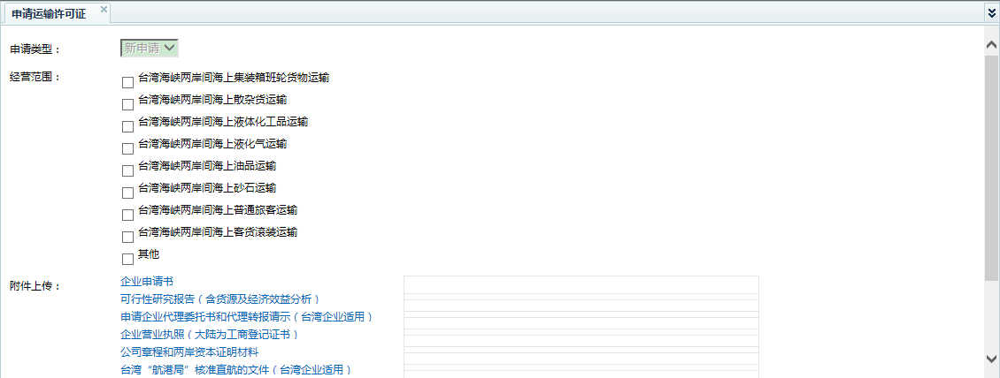 申请运输许可证
申请类型：
新申请
经营范围：
台湾海峡两岸间海上集装箱班轮货物运输
台湾海峡两岸间海上散杂货运输
台湾海峡两岸间海上液体化工品运输
台湾海峡两岸间海上液化气运输
台湾海峡两岸间海上油品运输
台湾海峡两岸间海上砂石运输
台湾海峡两岸间海上普通旅客运输
台湾海峡两岸间海上客货滚装运输
其他
附件上传：
企业申请书
可行性研究报告（含货源及经济效益分析）
申请企业代理委托书和代理转报请示（台湾企业适用）
企业营业执照（大陆为工商登记证书）
公司章程和两岸资本证明材料
台湾“航港局”核准直航的文件（台湾企业适用）